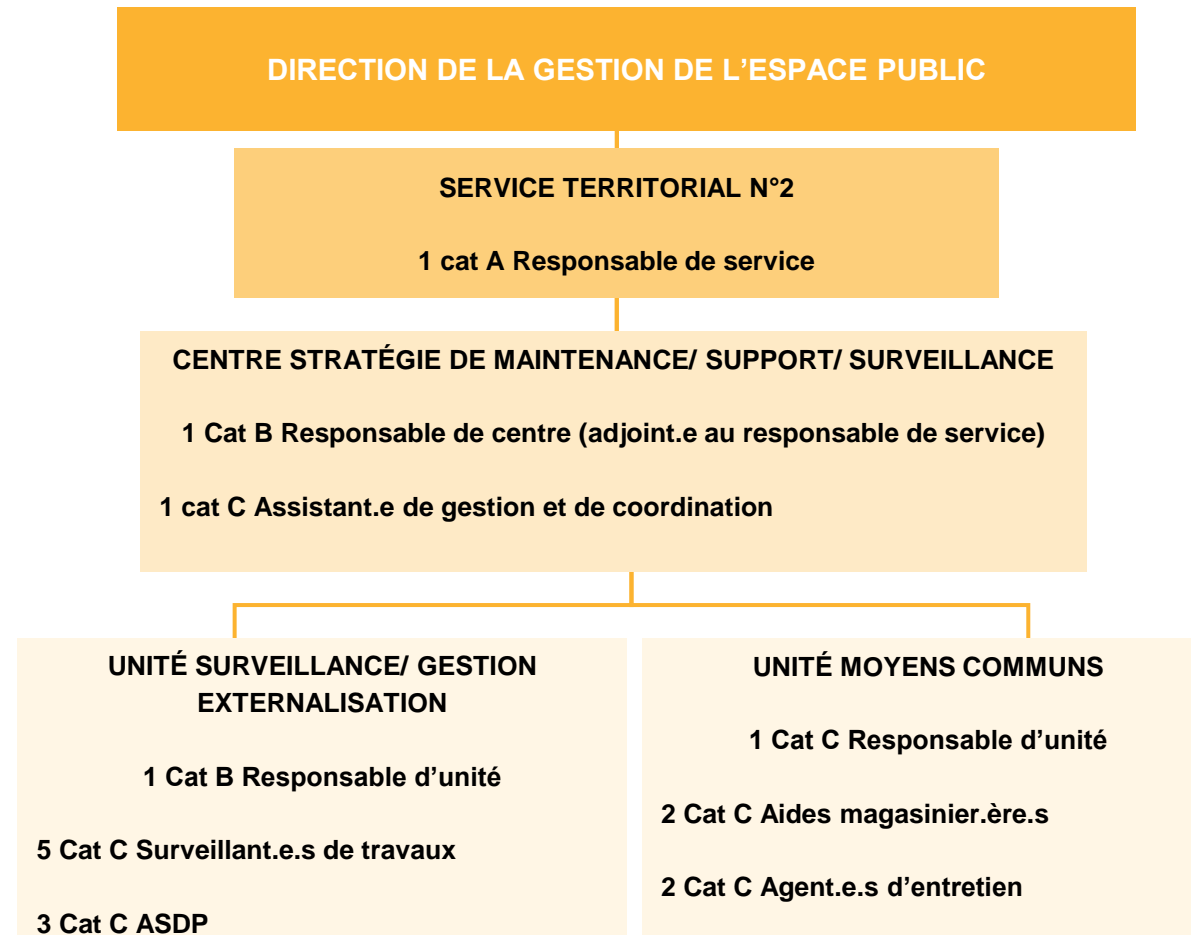 DIRECTION DE LA GESTION DE L’ESPACE PUBLIC
SERVICE TERRITORIAL N°2
1 cat A Responsable de service
CENTRE STRATÉGIE DE MAINTENANCE/ SUPPORT/ SURVEILLANCE
1 Cat B Responsable de centre (adjoint.e au responsable de service)
1 cat C Assistant.e de gestion et de coordination
UNITÉ SURVEILLANCE/ GESTION
EXTERNALISATION
1 Cat B Responsable d’unité
5 Cat C Surveillant.e.s de travaux
3 Cat C ASDP
UNITÉ MOYENS COMMUNS
1 Cat C Responsable d’unité
2 Cat C Aides magasinier.ère.s
2 Cat C Agent.e.s d’entretien